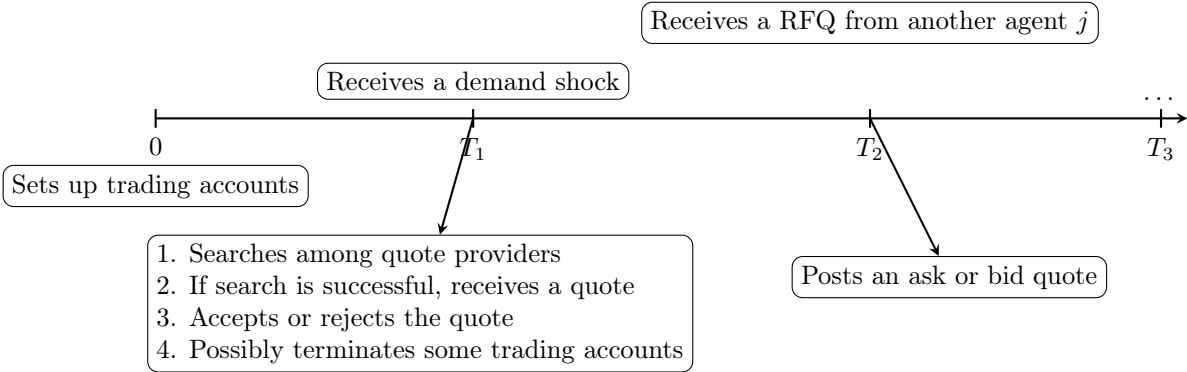 Receives a RFQ from another agent j
Receives a demand shock
...
0
T₁
T₂
T₃
Sets up trading accounts
1. Searches among quote providers
2. If search is successful, receives a quote
3. Accepts or rejects the quote
4. Possibly terminates some trading accounts
Posts an ask or bid quote